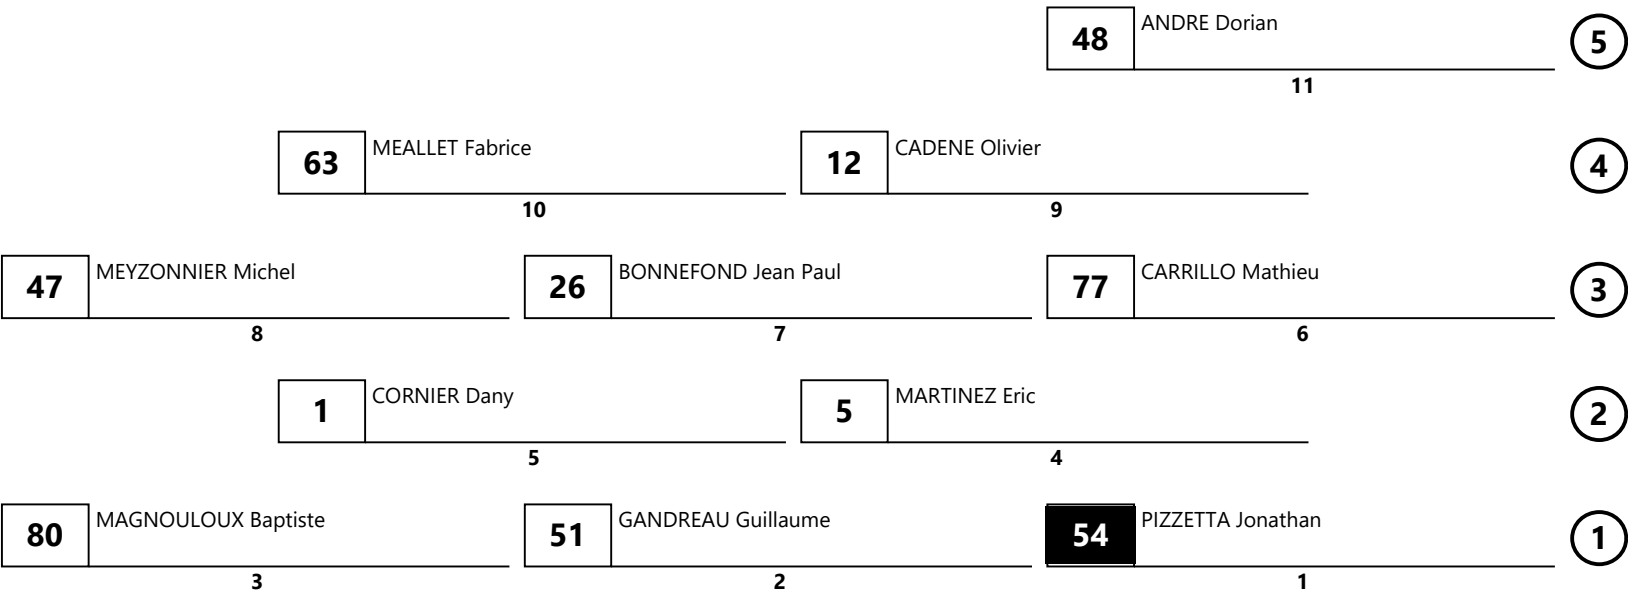 48 ANDRE Dorian 5
11
63 MEALLET Fabrice 12 CADENE Olivier 4
10 9
47 MEYZONNIER Michel 26 BONNEFOND Jean Paul 77 CARRILLO Mathieu 3
8 7 6
1 CORNIER Dany 5 MARTINEZ Eric 2
5 4
80 MAGNOULOUX Baptiste 51 GANDREAU Guillaume 54 PIZZETTA Jonathan 1
3 2 1